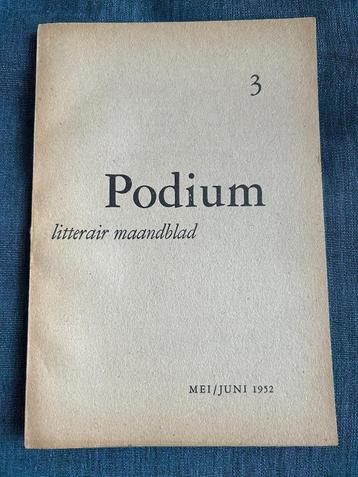 3
Podium
litterair maandblad
MEI/JUNI 1952